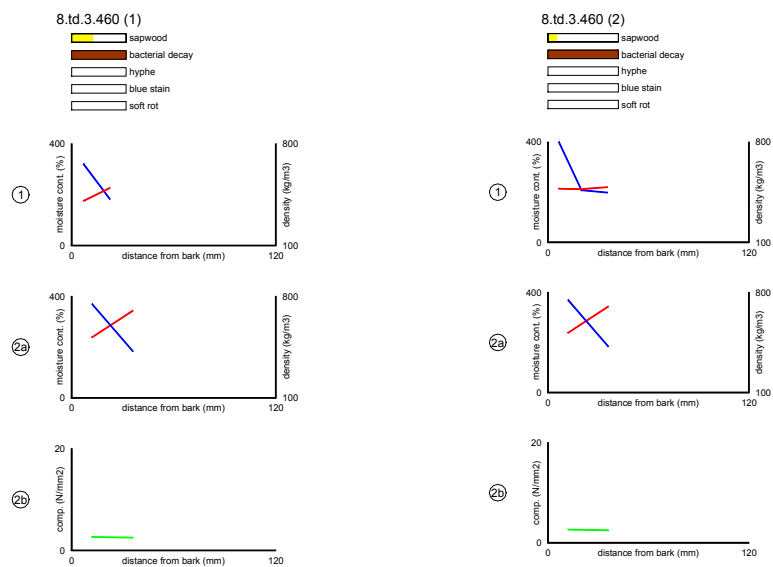 8.td.3.460 (1)
sapwood
bacterial decay
hyphe
blue stain
soft rot
1
400
0
moisture cont. (%)
800
100
density (kg/m3)
distance from bark (mm)
120
2a
400
0
moisture cont. (%)
800
100
density (kg/m3)
0
distance from bark (mm)
120
2b
20
0
comp. (N/mm2)
0
distance from bark (mm)
120
8.td.3.460 (2)
sapwood
bacterial decay
hyphe
blue stain
soft rot
1
400
0
moisture cont. (%)
800
100
density (kg/m3)
0
distance from bark (mm)
120
2a
400
0
moisture cont. (%)
800
100
density (kg/m3)
0
distance from bark (mm)
120
2b
20
0
comp. (N/mm2)
0
distance from bark (mm)
120